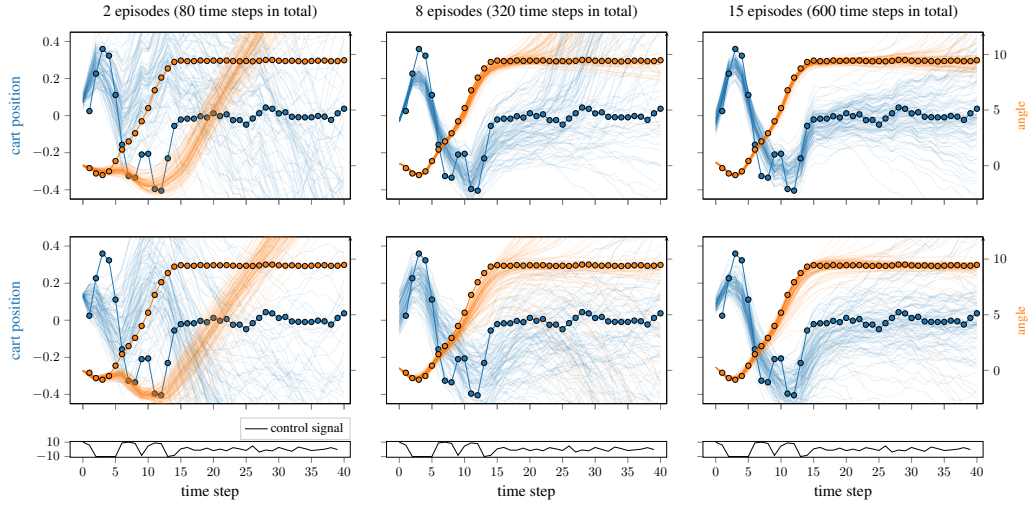 2 episodes (80 time steps in total)
8 episodes (320 time steps in total)
15 episodes (600 time steps in total)
0.4
0.2
0
−0.2
−0.4
cart position
10
5
0
angle
0.4
0.2
0
−0.2
−0.4
cart position
10
5
0
angle
control signal
10
−10
0 5 10 15 20 25 30 35 40
0 5 10 15 20 25 30 35 40
0 5 10 15 20 25 30 35 40
time step
time step
time step